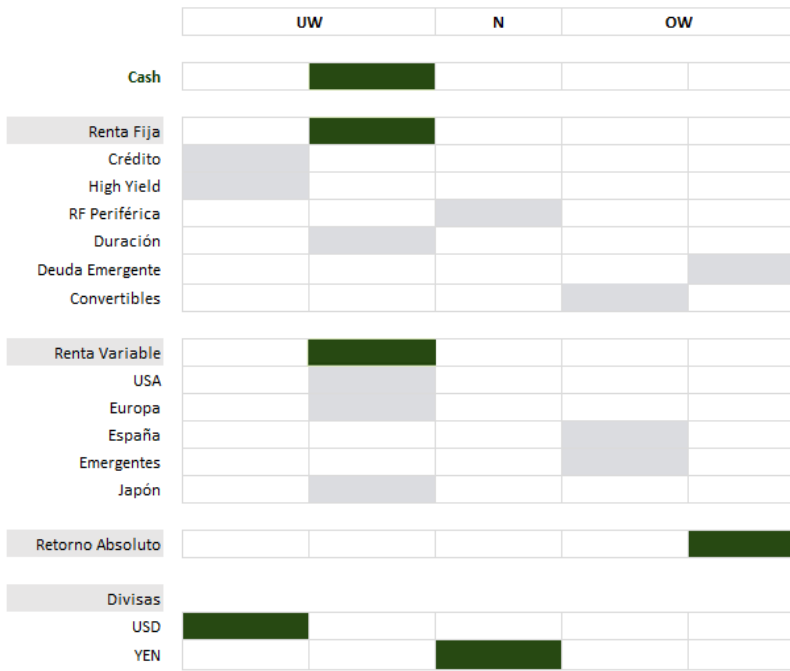 UW N OW
Cash
Renta Fija
Crédito
High Yield
RF Periférica
Duración
Deuda Emergente
Convertibles
Renta Variable
USA
Europa
España
Emergentes
Japón
Retorno Absoluto
Divisas
USD
YEN